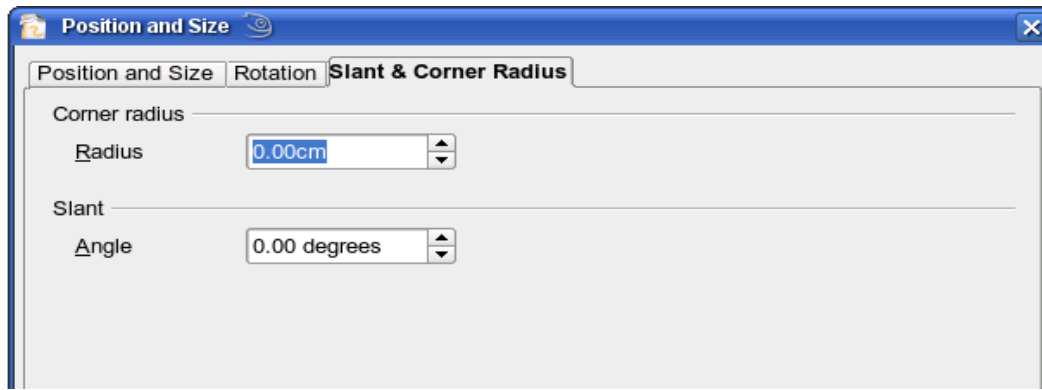 Position and Size
Position and Size Rotation Slant & Corner Radius
Corner radius
Radius 0.00cm
Slant
Angle 0.00 degrees